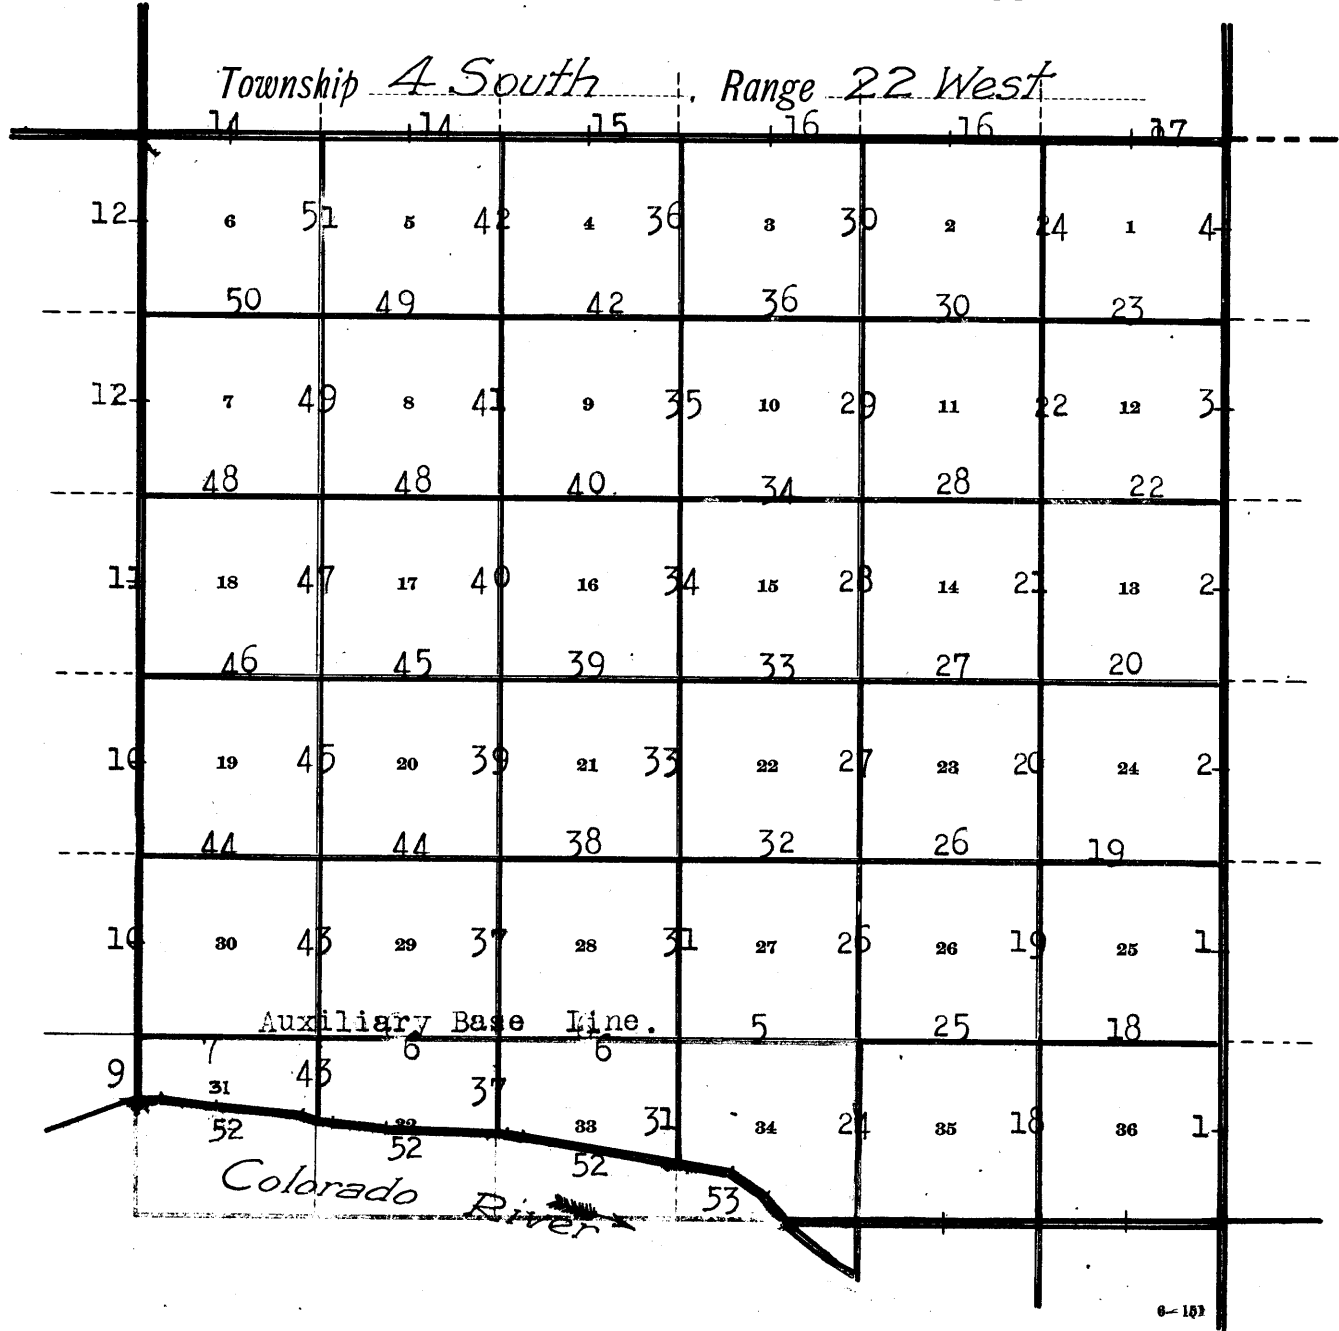 Township 4 South, Range 22 West
14 14 15 16 16 17
12 6 51 5 42 4 36 3 30 2 24 1 4
50 49 42 36 30 23
12 7 49 8 41 9 35 10 29 11 22 12 3
48 48 40 34 28 22
11 18 47 17 40 16 34 15 28 14 21 13 2
46 45 39 33 27 20
10 19 45 20 39 21 33 22 27 23 20 24 2
44 44 38 32 26 19
10 30 43 29 37 28 31 27 26 26 19 25 1
Auxiliary Base Line. 5 25 18
7 6 6
9 31 43 37
32 33 31 34 24 35 18 36 1
52 52 52 53
Colorado River
6—151